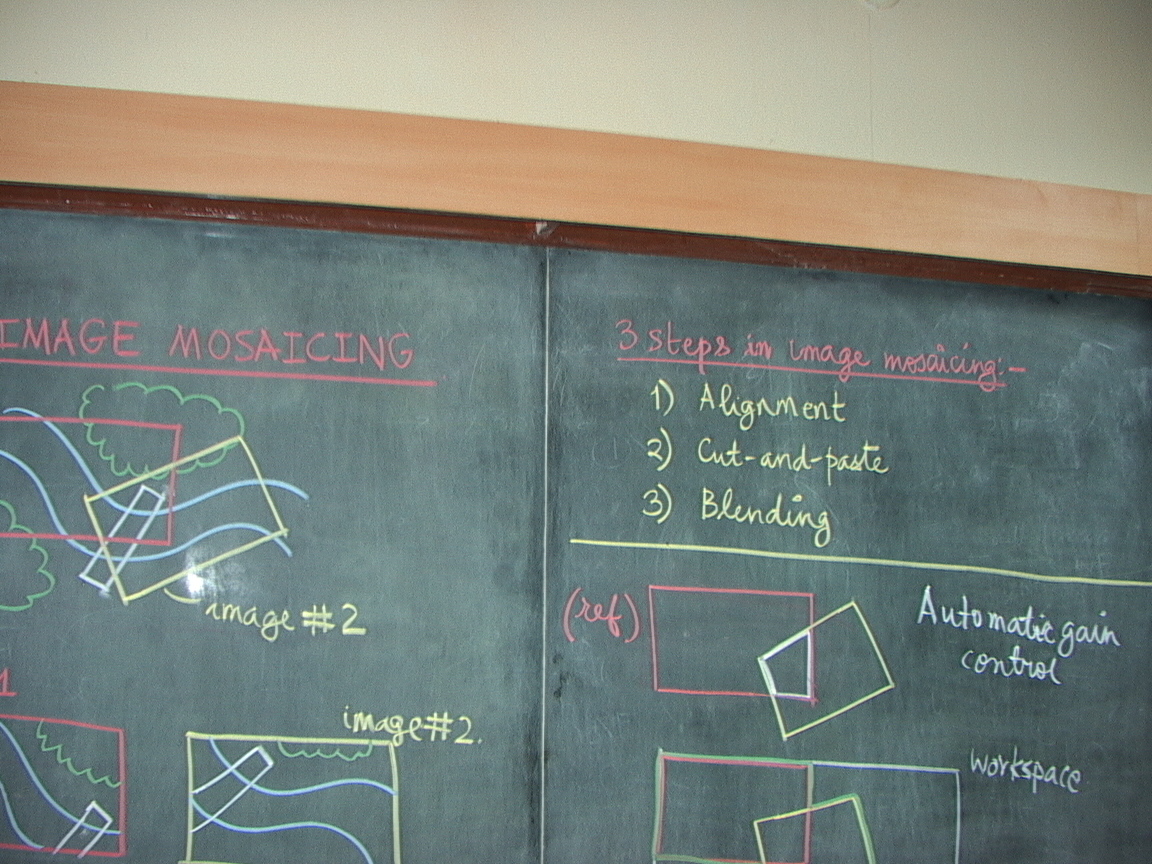 IMAGE MOSAICING
image #2
1
image #2.
3 steps in image mosaicing:-
1) Alignment
2) Cut-and-paste
3) Blending
(ref)
Automatic gain
control
workspace